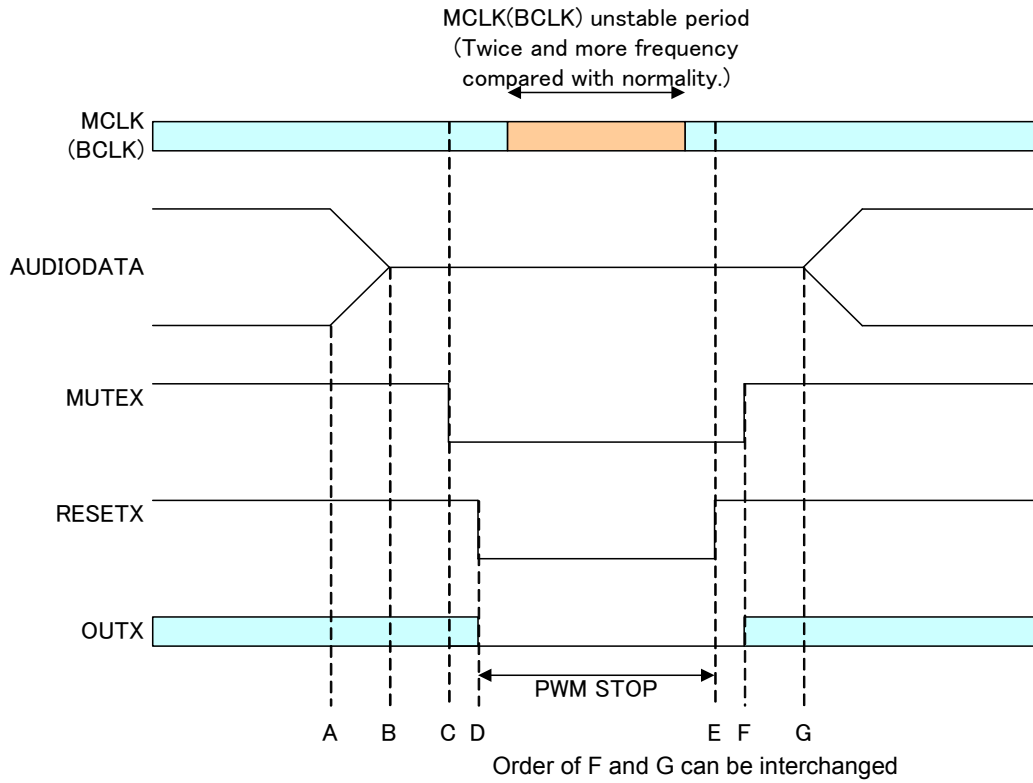 MCLK(BCLK) unstable period
(Twice and more frequency
compared with normality.)
MCLK
(BCLK)
AUDIODATA
MUTEX
RESETX
OUTX
PWM STOP
A B C D E F G
Order of F and G can be interchanged